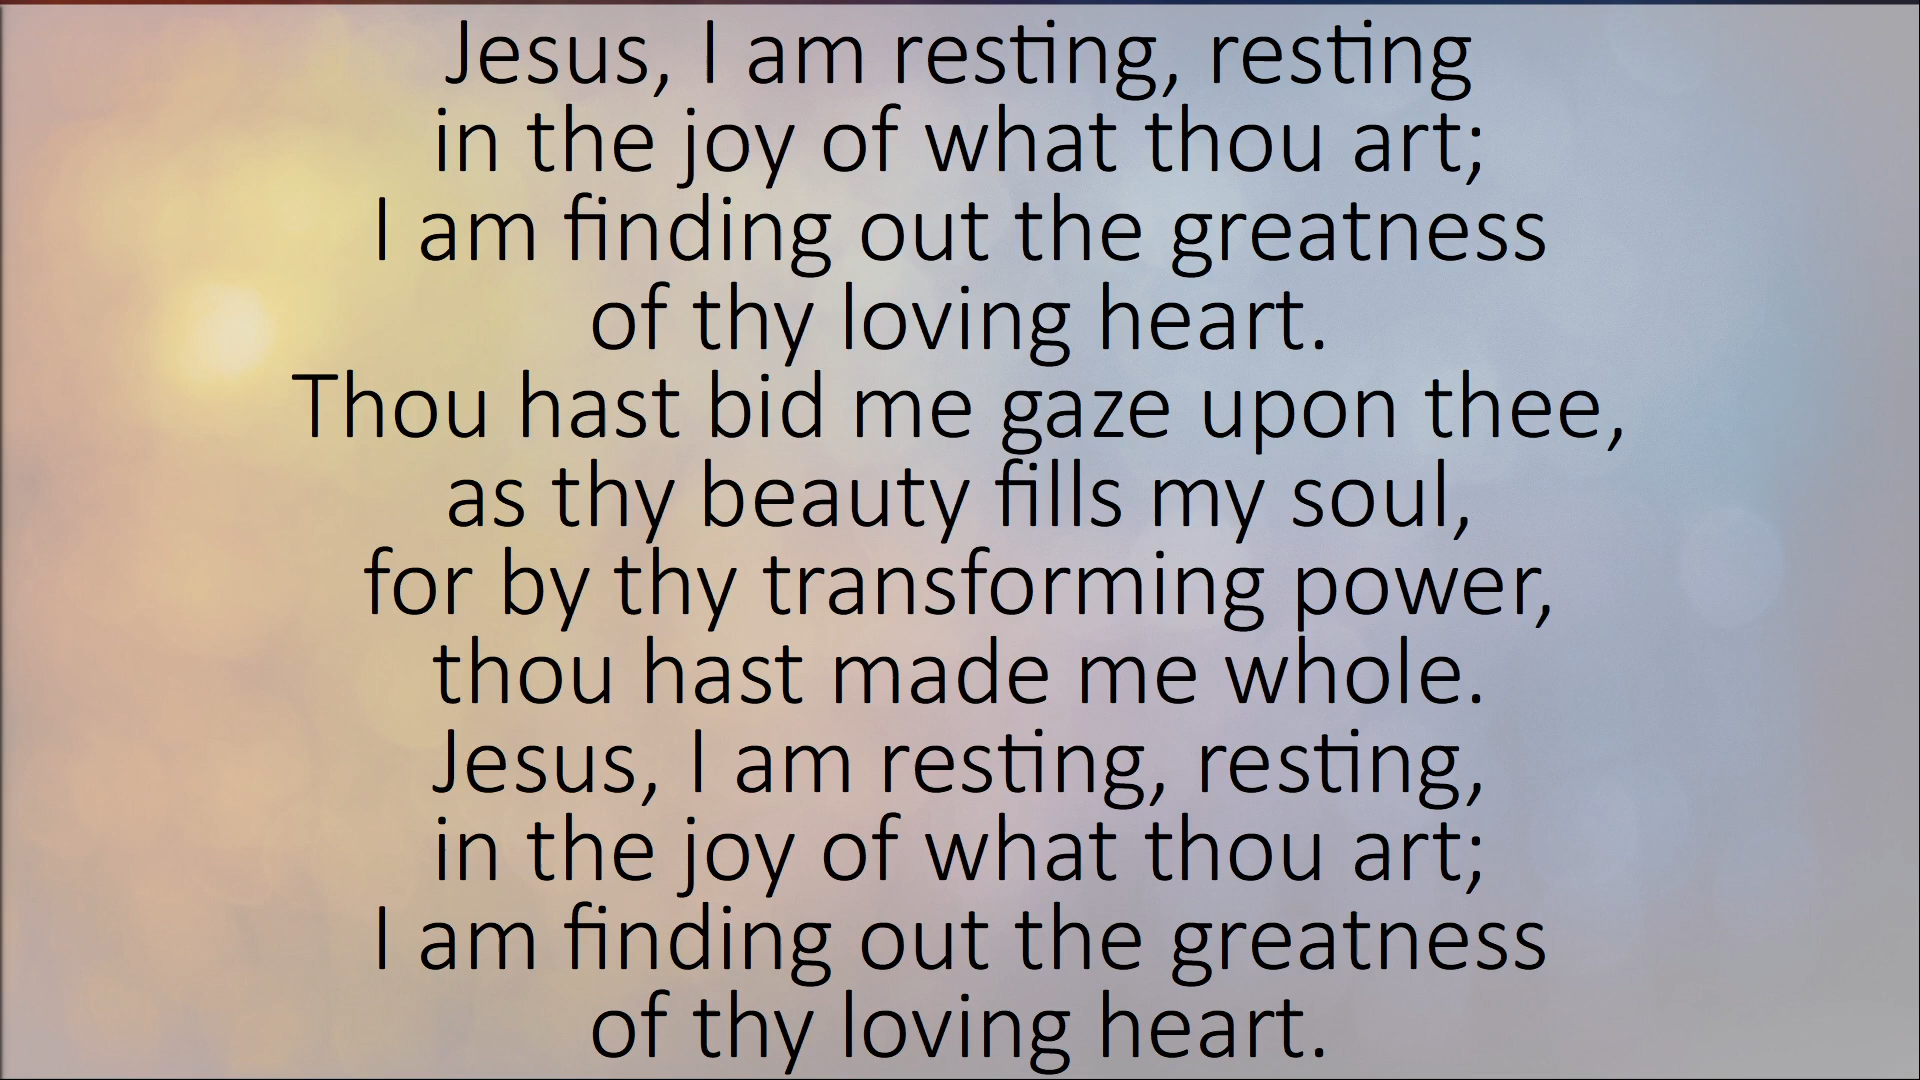 Jesus, I am resting, resting
in the joy of what thou art;
I am finding out the greatness
of thy loving heart.
Thou hast bid me gaze upon thee,
as thy beauty fills my soul,
for by thy transforming power,
thou hast made me whole.
Jesus, I am resting, resting,
in the joy of what thou art;
I am finding out the greatness
of thy loving heart.